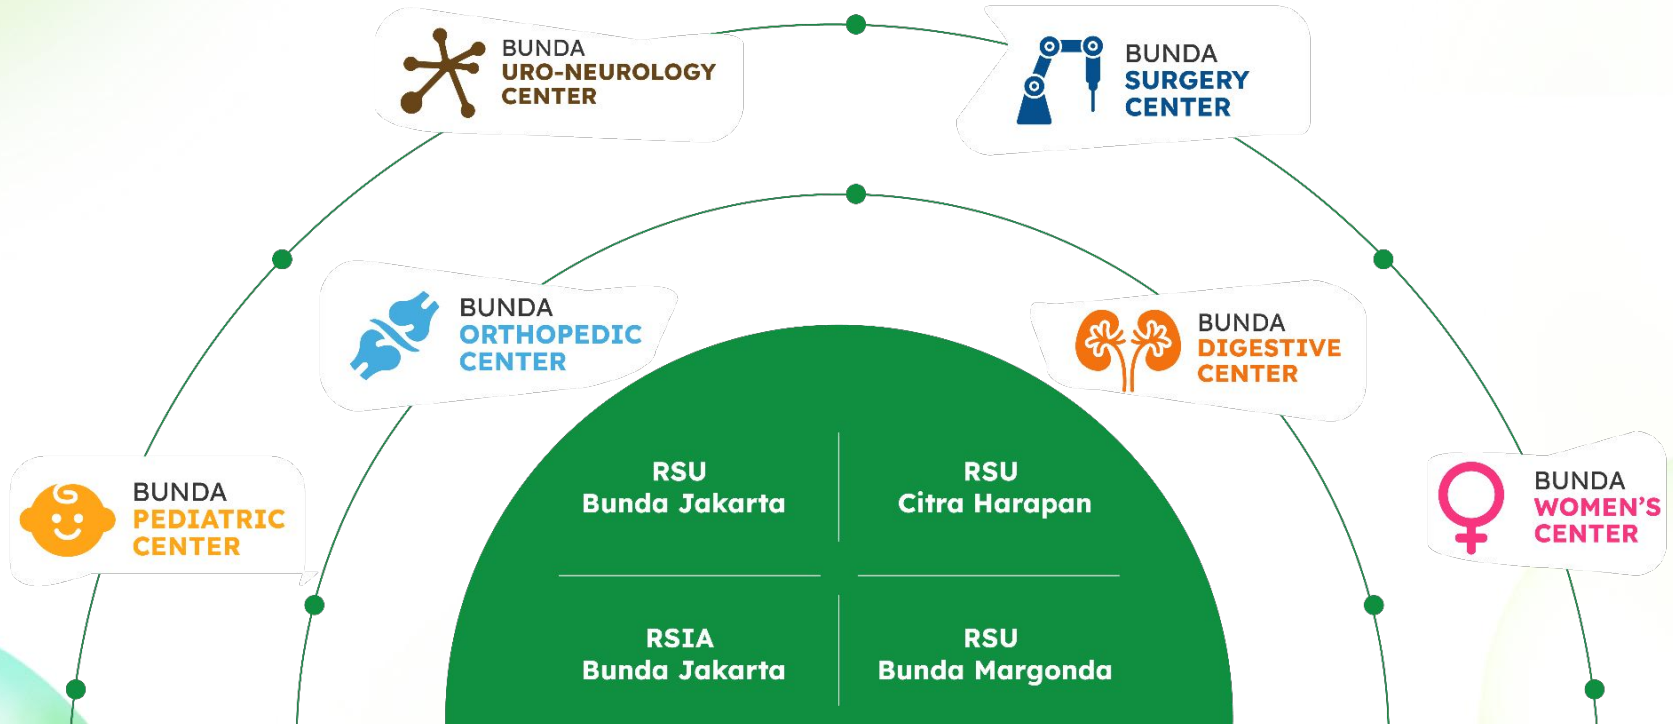 BUNDA
URO-NEUROLOGY
CENTER
BUNDA
SURGERY
CENTER
BUNDA
ORTHOPEDIC
CENTER
BUNDA
DIGESTIVE
CENTER
BUNDA
PEDIATRIC
CENTER
BUNDA
WOMEN'S
CENTER
RSU
Bunda Jakarta
RSU
Citra Harapan
RSIA
Bunda Jakarta
RSU
Bunda Margonda